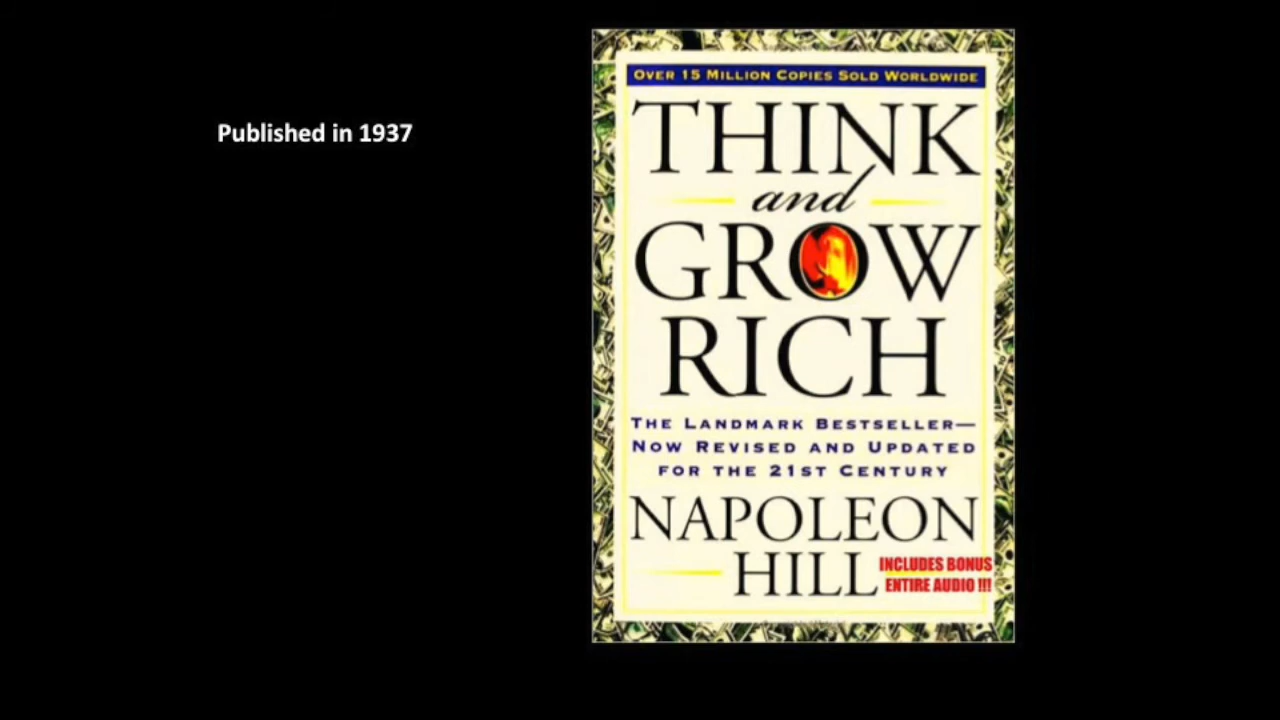 Published in 1937
OVER 15 MILLION COPIES SOLD WORLDWIDE
THINK
and
GROW
RICH
THE LANDMARK BESTSELLER—
NOW REVISED AND UPDATED
FOR THE 21ST CENTURY
NAPOLEON
HILL
INCLUDES BONUS
ENTIRE AUDIO !!!